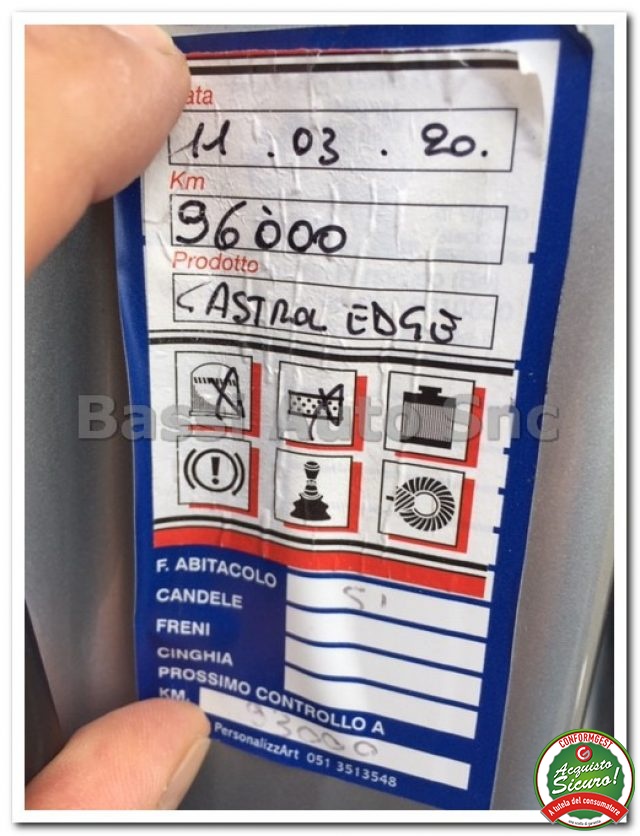 ata
11 . 03 . 20.
Km
96000
Prodotto
CASTROL EDGE
Bassi Auto Snc
F. ABITACOLO SI
CANDELE
FRENI
CINGHIA
PROSSIMO CONTROLLO A
KM. 93000
PersonalizzArt 051 3513548
CONFORMGEST
Acquisto
Sicuro!
A tutela del consumatore